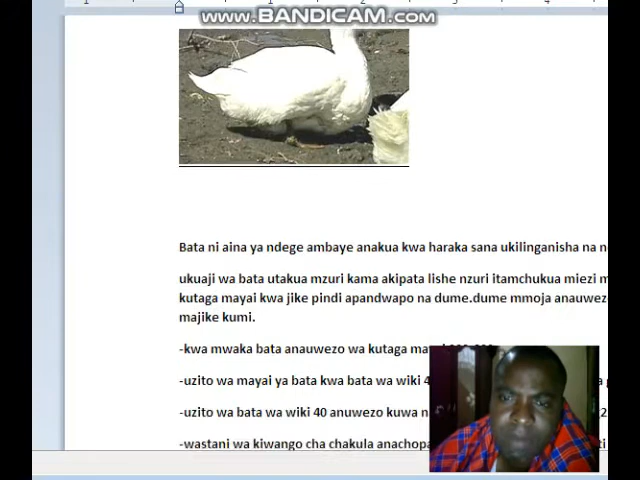 WWW.BANDICAM.COM
Bata ni aina ya ndege ambaye anakua kwa haraka sana ukilinganisha na
ukuaji wa bata utakua mzuri kama akipata lishe nzuri itamchukua miezi
kutaga mayai kwa jike pindi apandwapo na dume.dume mmoja
majike kumi.
-kwa mwaka bata anauwezo wa kutaga
-uzito wa mayai ya bata kwa bata wa wiki
-uzito wa bata wa wiki 40 anuwezo kuwa
-wastani wa kiwango cha chakula